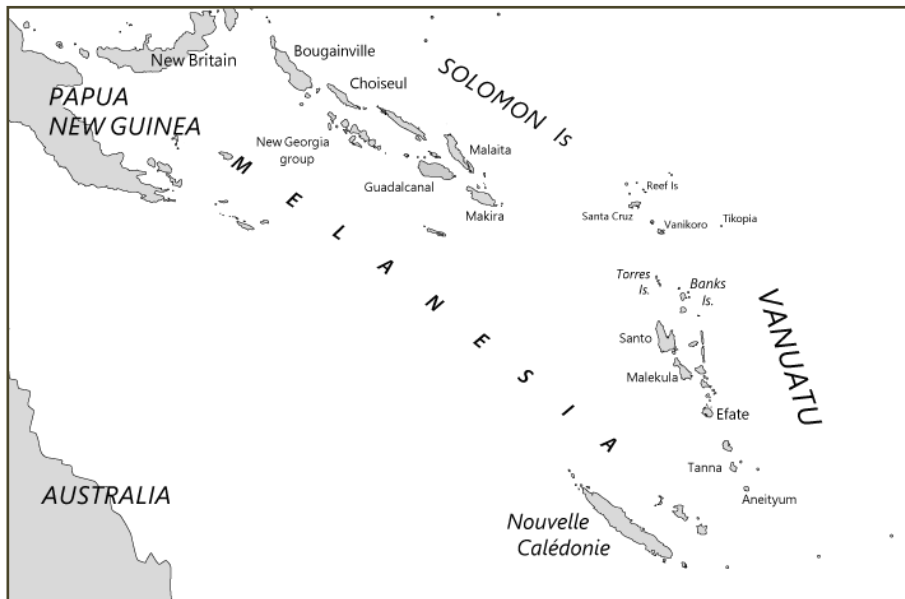 New Britain
Bougainville
Choiseul
PAPUA
NEW GUINEA
SOLOMON Is
New Georgia
group
Malaita
Guadalcanal
Makira
MELANESIA
Reef Is
Santa Cruz
Vanikoro
Tikopia
Torres
Is.
Banks
Is.
VANUATU
Santo
Malekula
Efate
Tanna
Aneityum
AUSTRALIA
Nouvelle
Calédonie